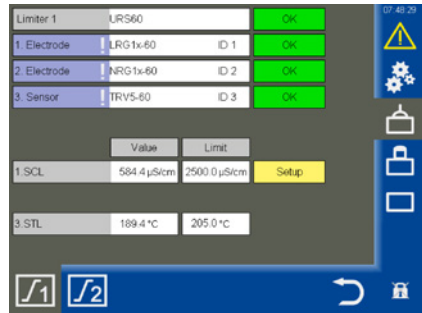 07:48:29
Limiter 1 URS60 OK
1. Electrode ! LRG1x-60 ID 1 OK
2. Electrode ! NRG1x-60 ID 2 OK
3. Sensor ! TRV5-60 ID 3 OK
Value Limit
1.SCL 584.4 µS/cm 2500.0 µS/cm Setup
3.STL 189.4 °C 205.0 °C
1 2